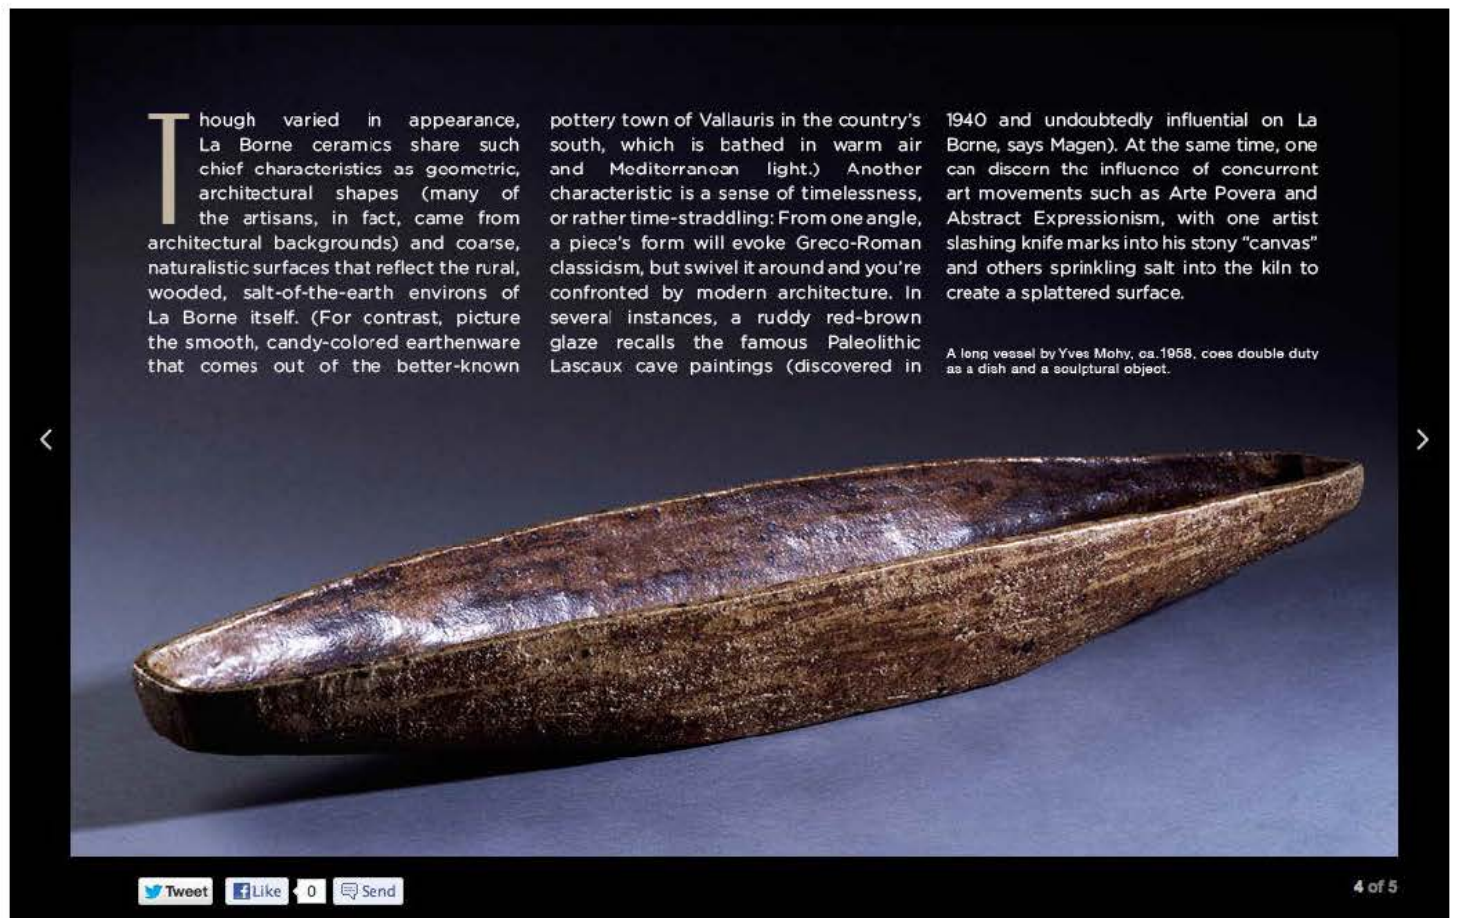 Though varied in appearance,
La Borne ceramics share such
chief characteristics as geometric,
architectural shapes (many of
the artisans, in fact, came from
architectural backgrounds) and coarse,
naturalistic surfaces that reflect the rural,
wooded, salt-of-the-earth environs of
La Borne itself. (For contrast, picture
the smooth, candy-colored earthenware
that comes out of the better-known
pottery town of Vallauris in the country's
south, which is bathed in warm air
and Mediterranean light.) Another
characteristic is a sense of timelessness,
or rather time-straddling: From one angle,
a piece's form will evoke Greco-Roman
classicism, but swivel it around and you're
confronted by modern architecture. In
several instances, a ruddy red-brown
glaze recalls the famous Paleolithic
Lascaux cave paintings (discovered in
1940 and undoubtedly influential on La
Borne, says Magen). At the same time, one
can discern the influence of concurrent
art movements such as Arte Povera and
Abstract Expressionism, with one artist
slashing knife marks into his stony "canvas"
and others sprinkling salt into the kiln to
create a splattered surface.
A long vessel by Yves Mohy, ca.1958, coes double duty
as a dish and a sculptural object.
Tweet
Like
0
Send
4 of 5